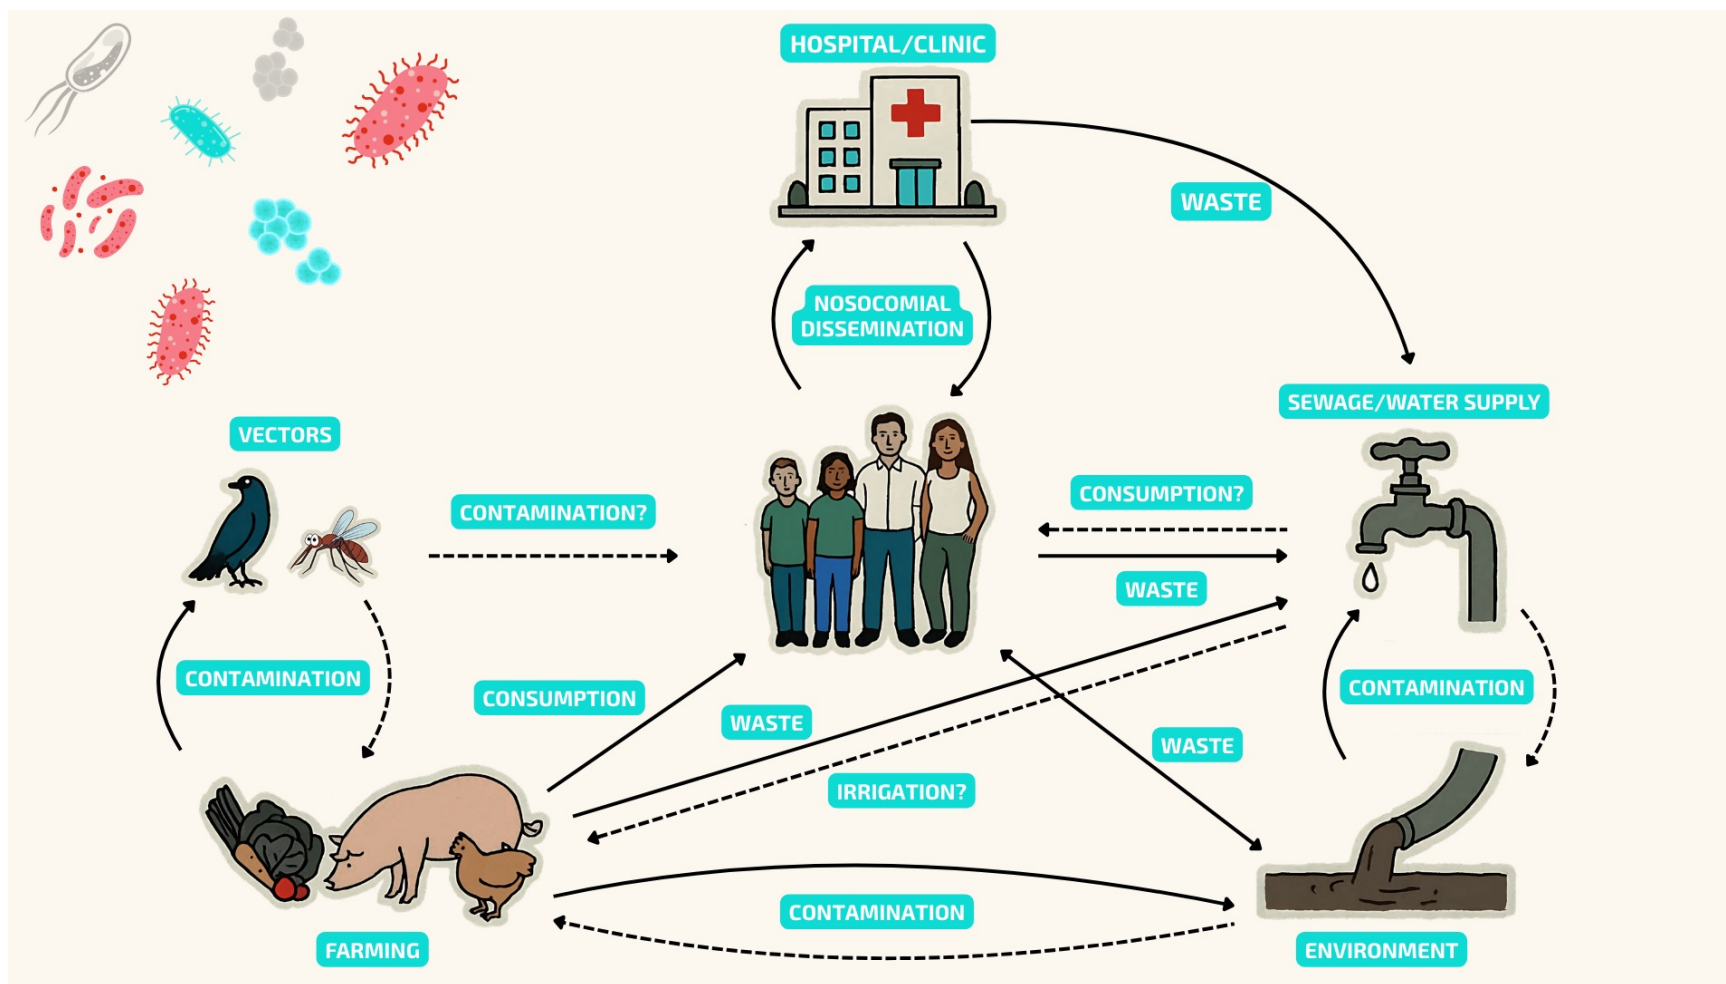 HOSPITAL/CLINIC
WASTE
NOSOCOMIAL
DISSEMINATION
SEWAGE/WATER SUPPLY
VECTORS
CONTAMINATION?
CONSUMPTION?
WASTE
CONTAMINATION
CONSUMPTION
WASTE
CONTAMINATION
WASTE
IRRIGATION?
CONTAMINATION
FARMING
ENVIRONMENT